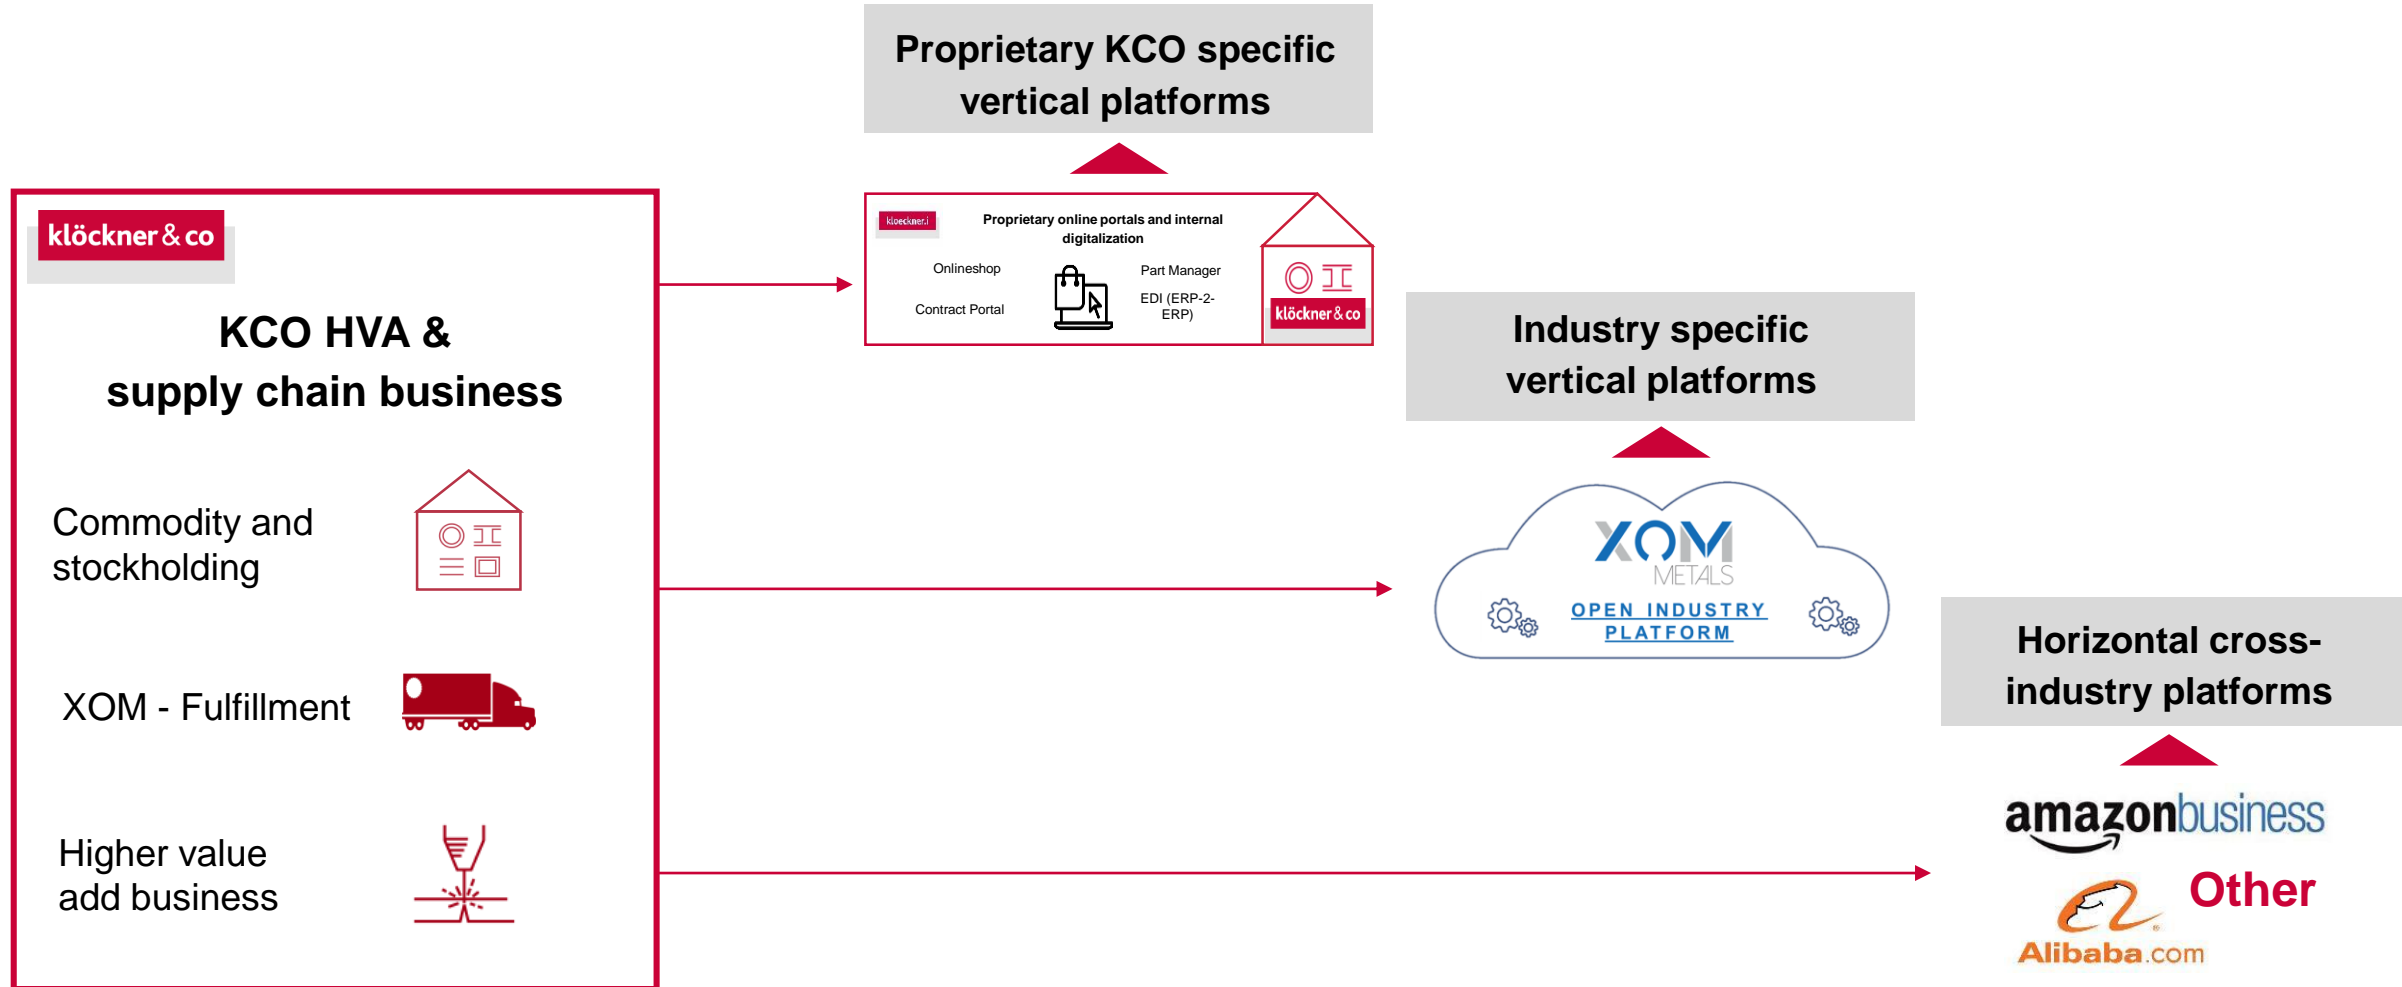 Proprietary KCO specific
vertical platforms
klöckner & co
KCO HVA &
supply chain business
Commodity and
stockholding
XOM - Fulfillment
Higher value
add business
kloeckner.i
Proprietary online portals and internal
digitalization
Onlineshop
Contract Portal
Part Manager
EDI (ERP-2-
ERP)
klöckner & co
Industry specific
vertical platforms
XOM
METALS
OPEN INDUSTRY
PLATFORM
Horizontal cross-
industry platforms
amazonbusiness
Other
Alibaba.com